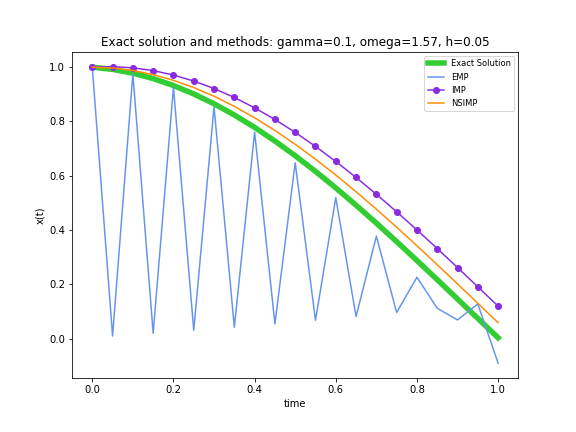 Exact solution and methods: gamma=0.1, omega=1.57, h=0.05
Exact Solution
EMP
IMP
NSIMP
x(t)
1.0
0.8
0.6
0.4
0.2
0.0
0.0 0.2 0.4 0.6 0.8 1.0
time